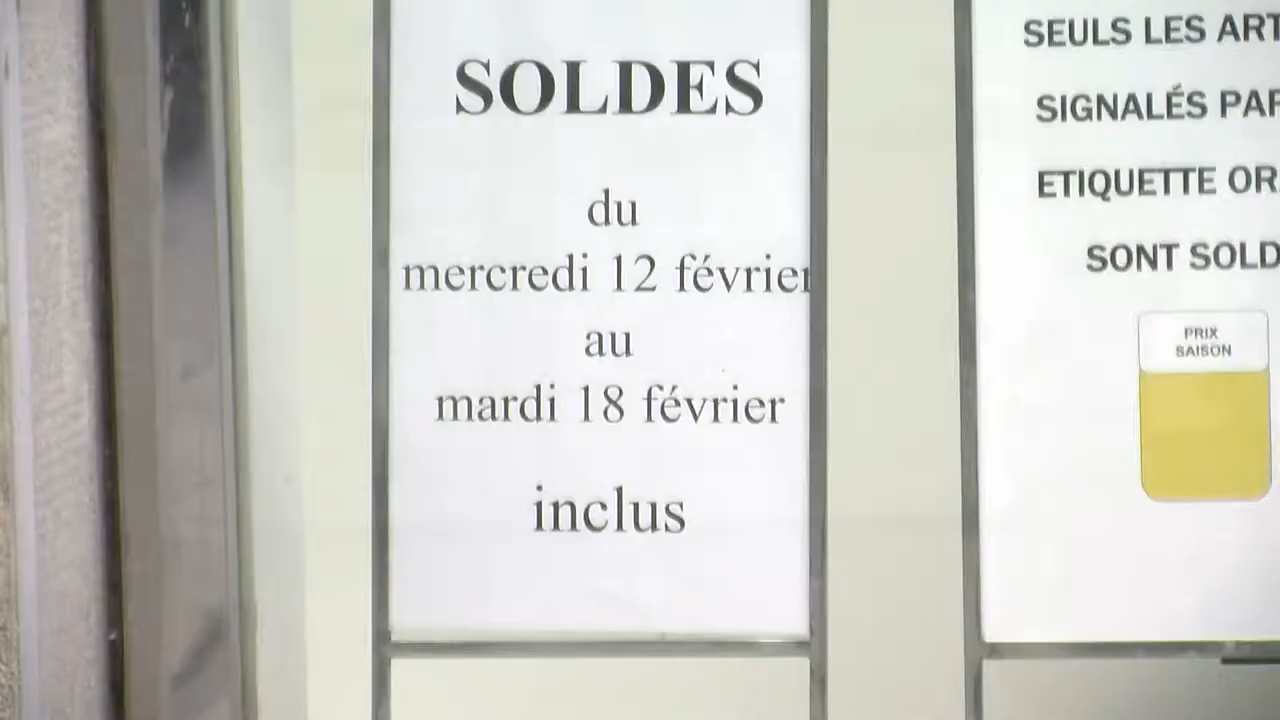 SOLDES
du
mercredi 12 février
au
mardi 18 février
inclus
SEULS LES ART
SIGNALÉS PAR
ETIQUETTE OR
SONT SOLD
PRIX
SAISON